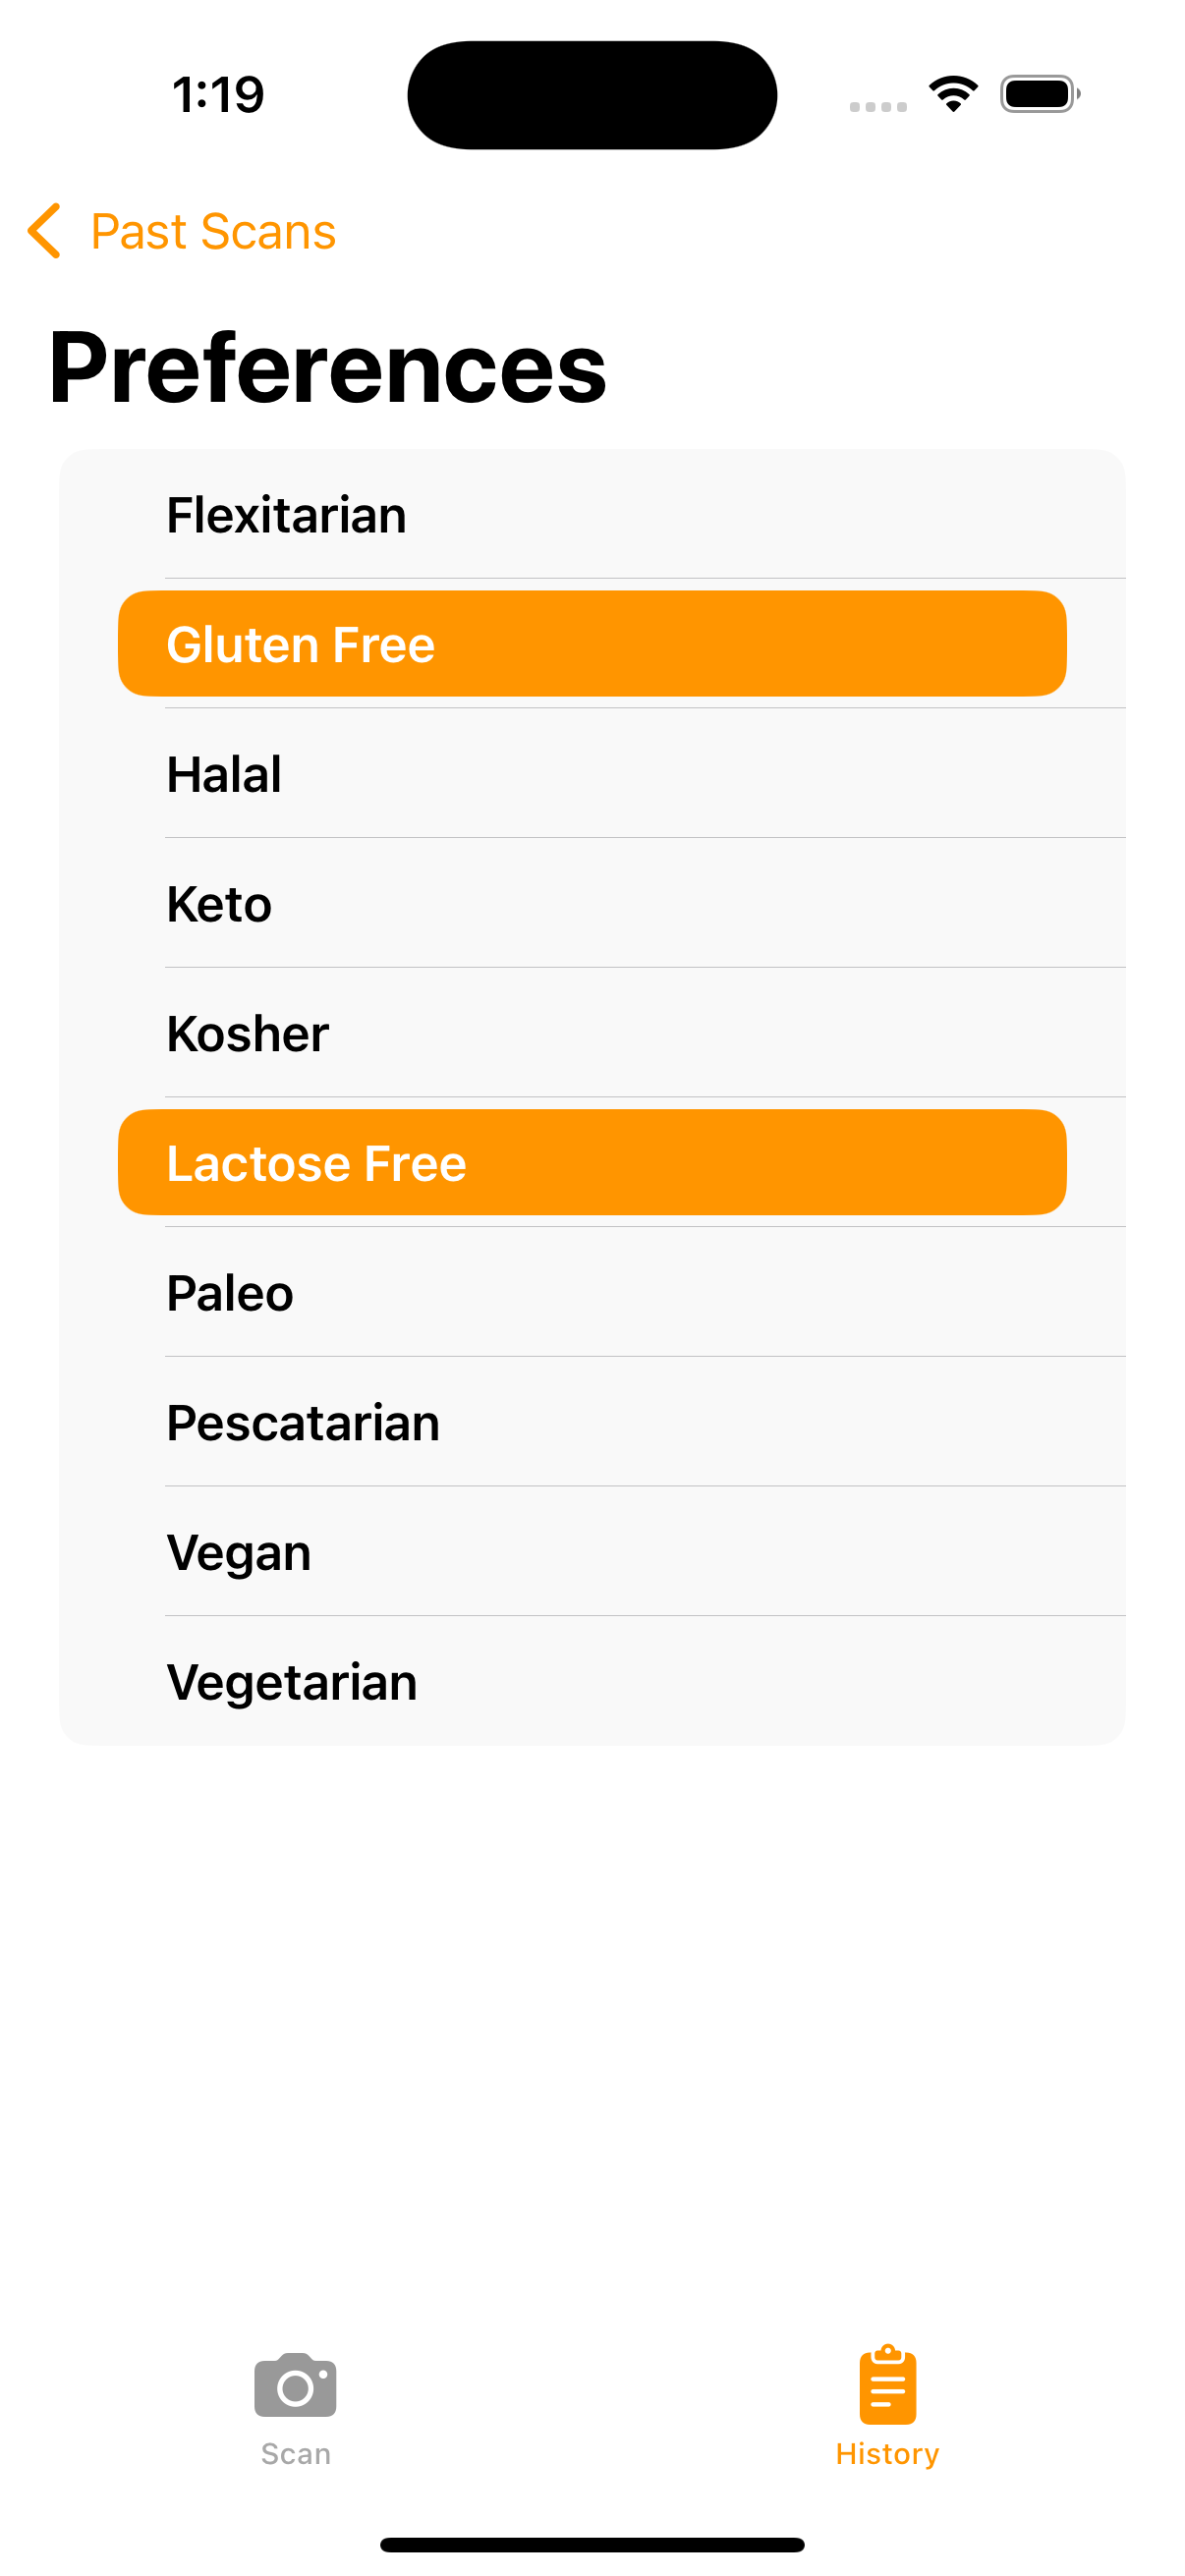 1:19
Past Scans
Preferences
Flexitarian
Gluten Free
Halal
Keto
Kosher
Lactose Free
Paleo
Pescatarian
Vegan
Vegetarian
Scan
History